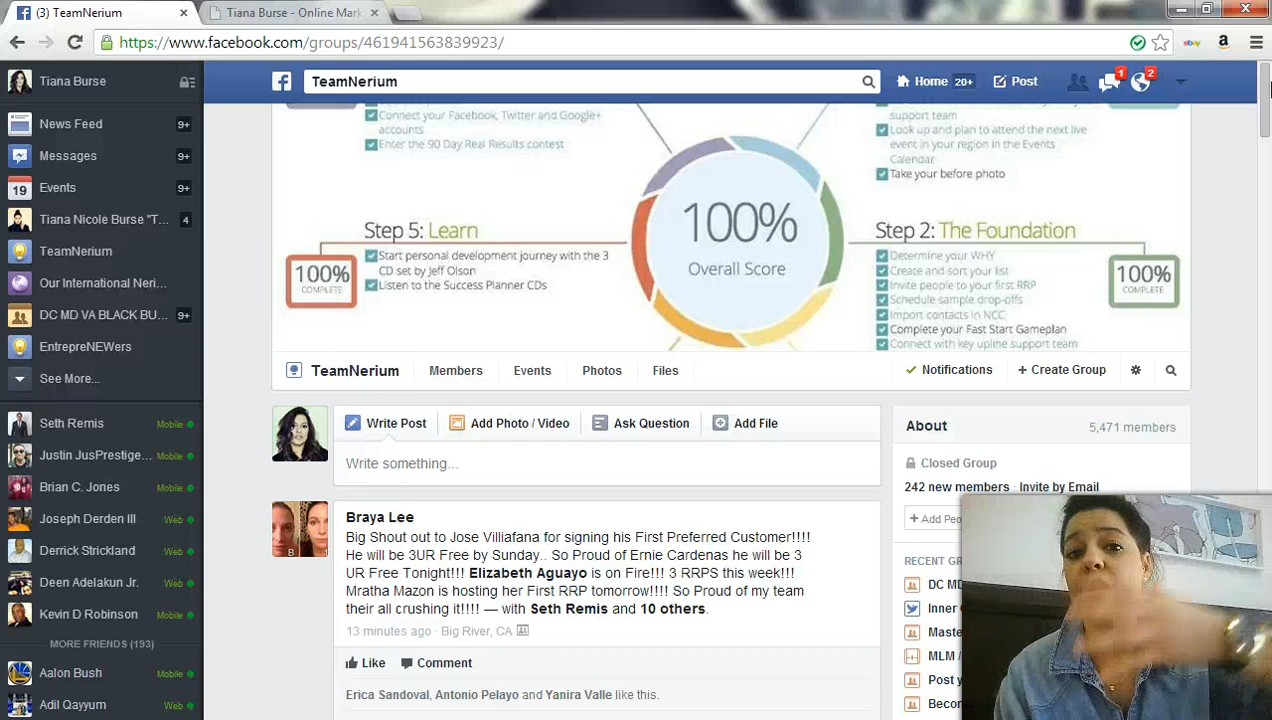 (3) TeamNerium
Tiana Burse - Online Mark
https://www.facebook.com/groups/461941563839923/
ebay
a
Tiana Burse
TeamNerium
Home 20+
Post
1
2
News Feed 9+
Messages 9+
19 Events 9+
Tiana Nicole Burse "T... 4
TeamNerium
Our International Neri...
DC MD VA BLACK BU... 9+
EntrepreNEWers
See More...
Seth Remis Mobile
Justin JusPrestige... Mobile
Brian C. Jones Mobile
Joseph Derden III Web
Derrick Strickland Web
Deen Adelakun Jr. Web
Kevin D Robinson Mobile
MORE FRIENDS (193)
Aalon Bush Mobile
Adil Qayyum Web
Connect your Facebook, Twitter and Google+
accounts
Enter the 90 Day Real Results contest
support team
Look up and plan to attend the next live
event in your region in the Events
Calendar
Take your before photo
100%
Overall Score
Step 5: Learn
100%
COMPLETE
Start personal development journey with the 3
CD set by Jeff Olson
Listen to the Success Planner CDs
Step 2: The Foundation
Determine your WHY
Create and sort your list
Invite people to your first RRP
Schedule sample drop-offs
Import contacts in NCC
Complete your Fast Start Gameplan
Connect with key upline support team
100%
COMPLETE
TeamNerium Members Events Photos Files
Notifications + Create Group
Write Post Add Photo / Video Ask Question Add File
Write something...
Braya Lee
Big Shout out to Jose Villiafana for signing his First Preferred Customer!!!!
He will be 3UR Free by Sunday.. So Proud of Ernie Cardenas he will be 3
UR Free Tonight!!! Elizabeth Aguayo is on Fire!!! 3 RRPS this week!!!
Mratha Mazon is hosting her First RRP tomorrow!!!! So Proud of my team
their all crushing it!!!! — with Seth Remis and 10 others.
13 minutes ago · Big River, CA
Like Comment
Erica Sandoval, Antonio Pelayo and Yanira Valle like this.
About 5,471 members
Closed Group
242 new members · Invite by Email
+ Add Peo
RECENT GR
DC MD
Inner
Maste
MLM /
Post y
Becor